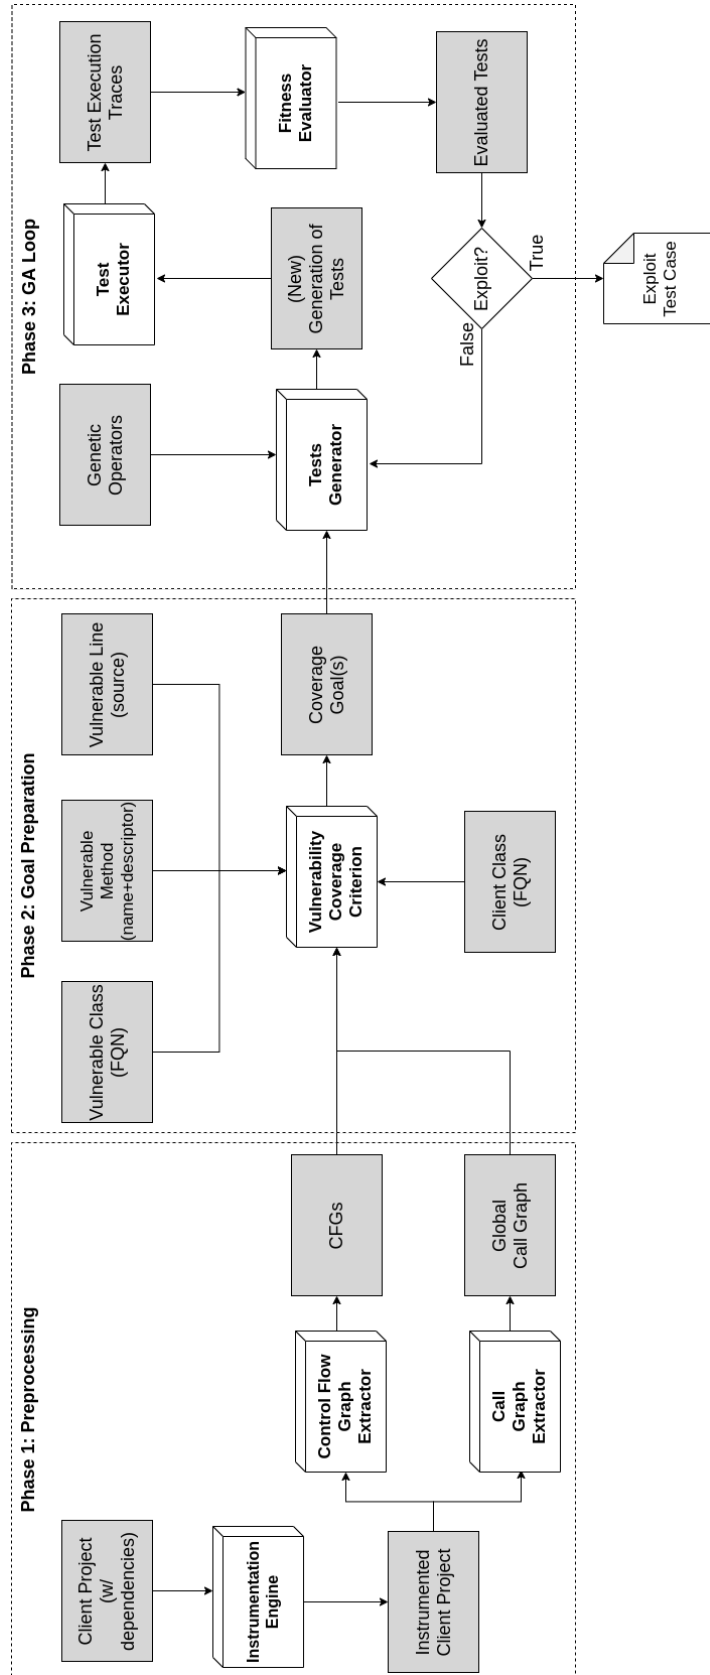 Phase 1: Preprocessing
Client Project
(w/
dependencies)
Instrumentation
Engine
Instrumented
Client Project
Control Flow
Graph
Extractor
CFGs
Call
Graph
Extractor
Global
Call Graph
Phase 2: Goal Preparation
Vulnerable Class
(FQN)
Vulnerable
Method
(name+descriptor)
Vulnerable Line
(source)
Vulnerability
Coverage
Criterion
Client Class
(FQN)
Coverage
Goal(s)
Phase 3: GA Loop
Genetic
Operators
Tests
Generator
(New)
Generation of
Tests
Test
Executor
Test Execution
Traces
Fitness
Evaluator
Evaluated Tests
Exploit?
False
True
Exploit
Test Case